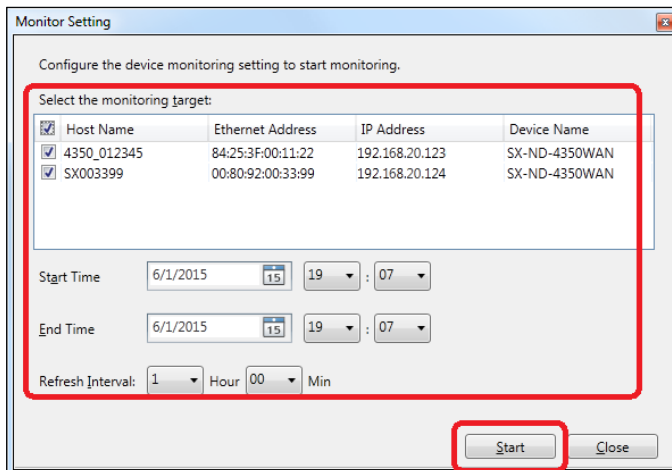 Monitor Setting
Configure the device monitoring setting to start monitoring.
Select the monitoring target:
Host Name Ethernet Address IP Address Device Name
4350_012345 84:25:3F:00:11:22 192.168.20.123 SX-ND-4350WAN
SX003399 00:80:92:00:33:99 192.168.20.124 SX-ND-4350WAN
Start Time 6/1/2015 15 19 : 07
End Time 6/1/2015 15 19 : 07
Refresh Interval: 1 Hour 00 Min
Start Close